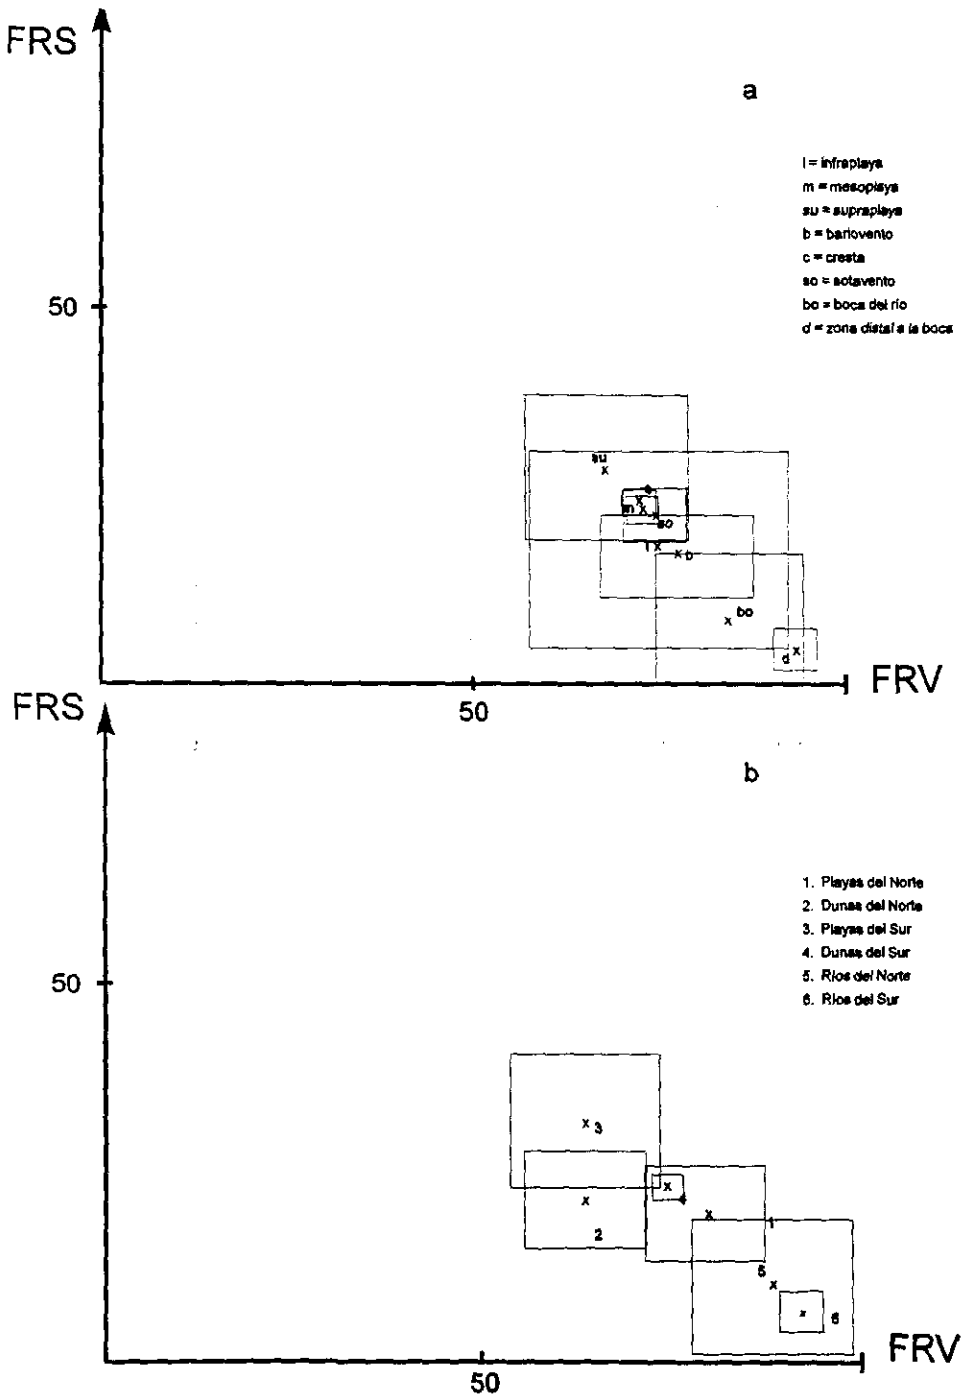 FRS
a
i = infraplaya
m = mesoplaya
su = supraplaya
b = barlovento
c = cresta
so = sotavento
bo = boca del río
d = zona distal a la boca
50
su
m
so
i
b
bo
d
FRV
50
FRS
b
1. Playas del Norte
2. Dunas del Norte
3. Playas del Sur
4. Dunas del Sur
5. Ríos del Norte
6. Ríos del Sur
50
3
4
2
1
5
6
FRV
50